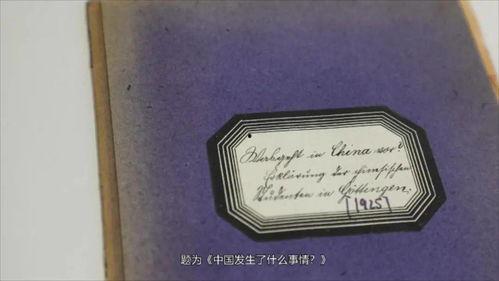 Was geht in China vor?
Erklärung der chinesischen
Studenten in Göttingen.
[1925]
题为《中国发生了什么事情？》